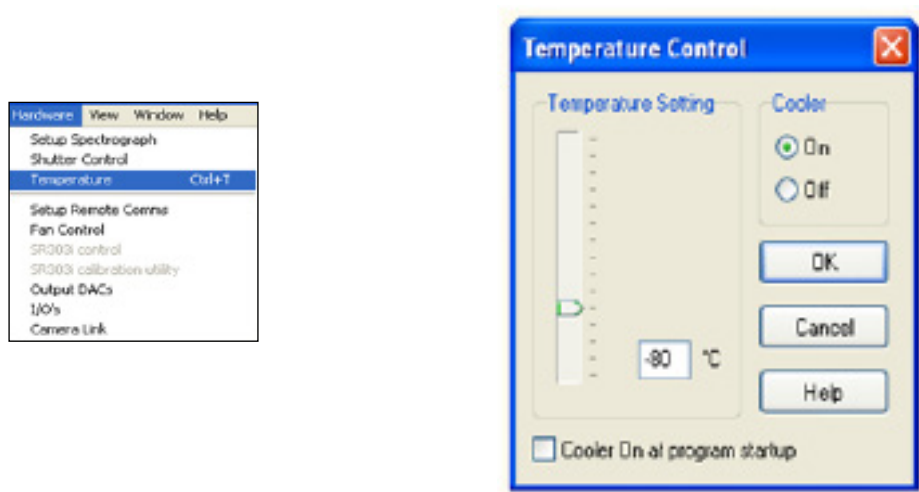 Hardware View Window Help
Setup Spectrograph
Shutter Control
Temperature Ctrl+T
Setup Remote Comms
Fan Control
SR303i control
SR303i calibration utility
Output DACs
I/O's
Camera Link
Temperature Control
Temperature Setting
-80 °C
Cooler
On
Off
OK
Cancel
Help
Cooler On at program startup